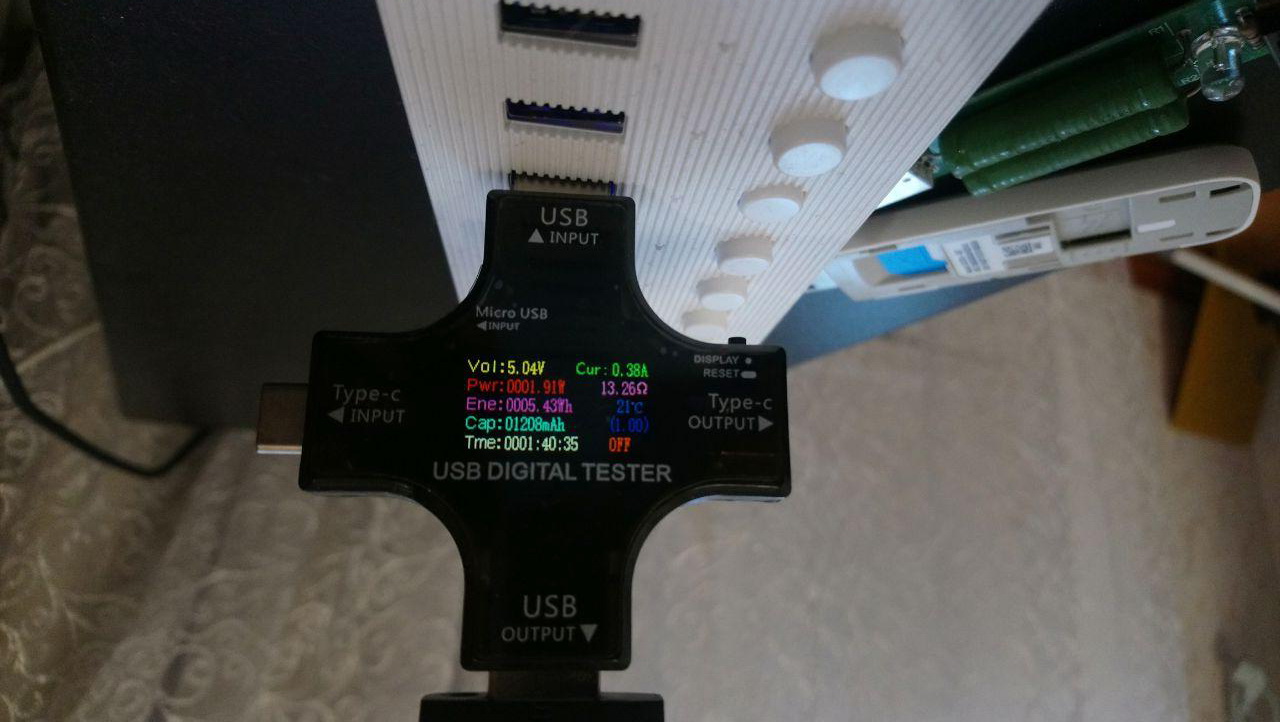 USB
▲ INPUT
Micro USB
◀ INPUT
DISPLAY ●
RESET
Vol:5.04V Cur:0.38A
Pwr:0001.91W 13.26Ω
Ene:0005.43Wh 21℃
Cap:01208mAh (1.00)
Tme:0001:40:35 OFF
Type-c
◀ INPUT
Type-c
OUTPUT ▶
USB DIGITAL TESTER
USB
OUTPUT ▼